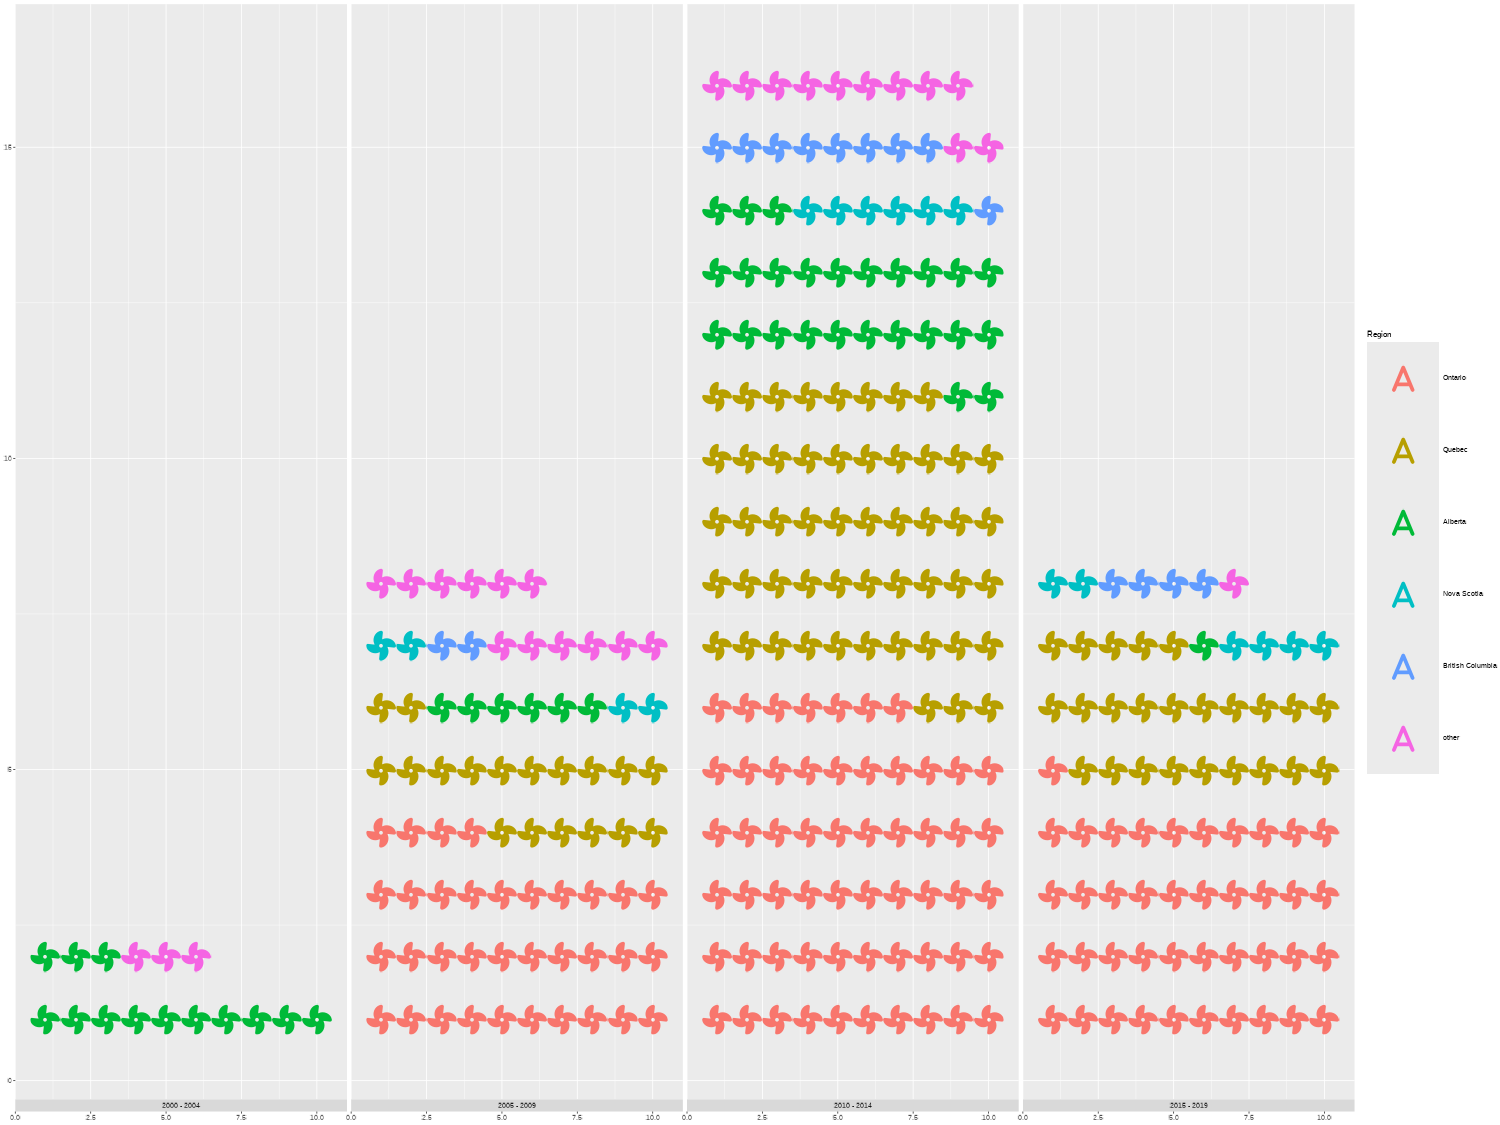 15
10
5
0
2000 - 2004
2005 - 2009
2010 - 2014
2015 - 2019
0.0 2.5 5.0 7.5 10.0 0.0 2.5 5.0 7.5 10.0 0.0 2.5 5.0 7.5 10.0 0.0 2.5 5.0 7.5 10.0
Region
A Ontario
A Quebec
A Alberta
A Nova Scotia
A British Columbia
A other